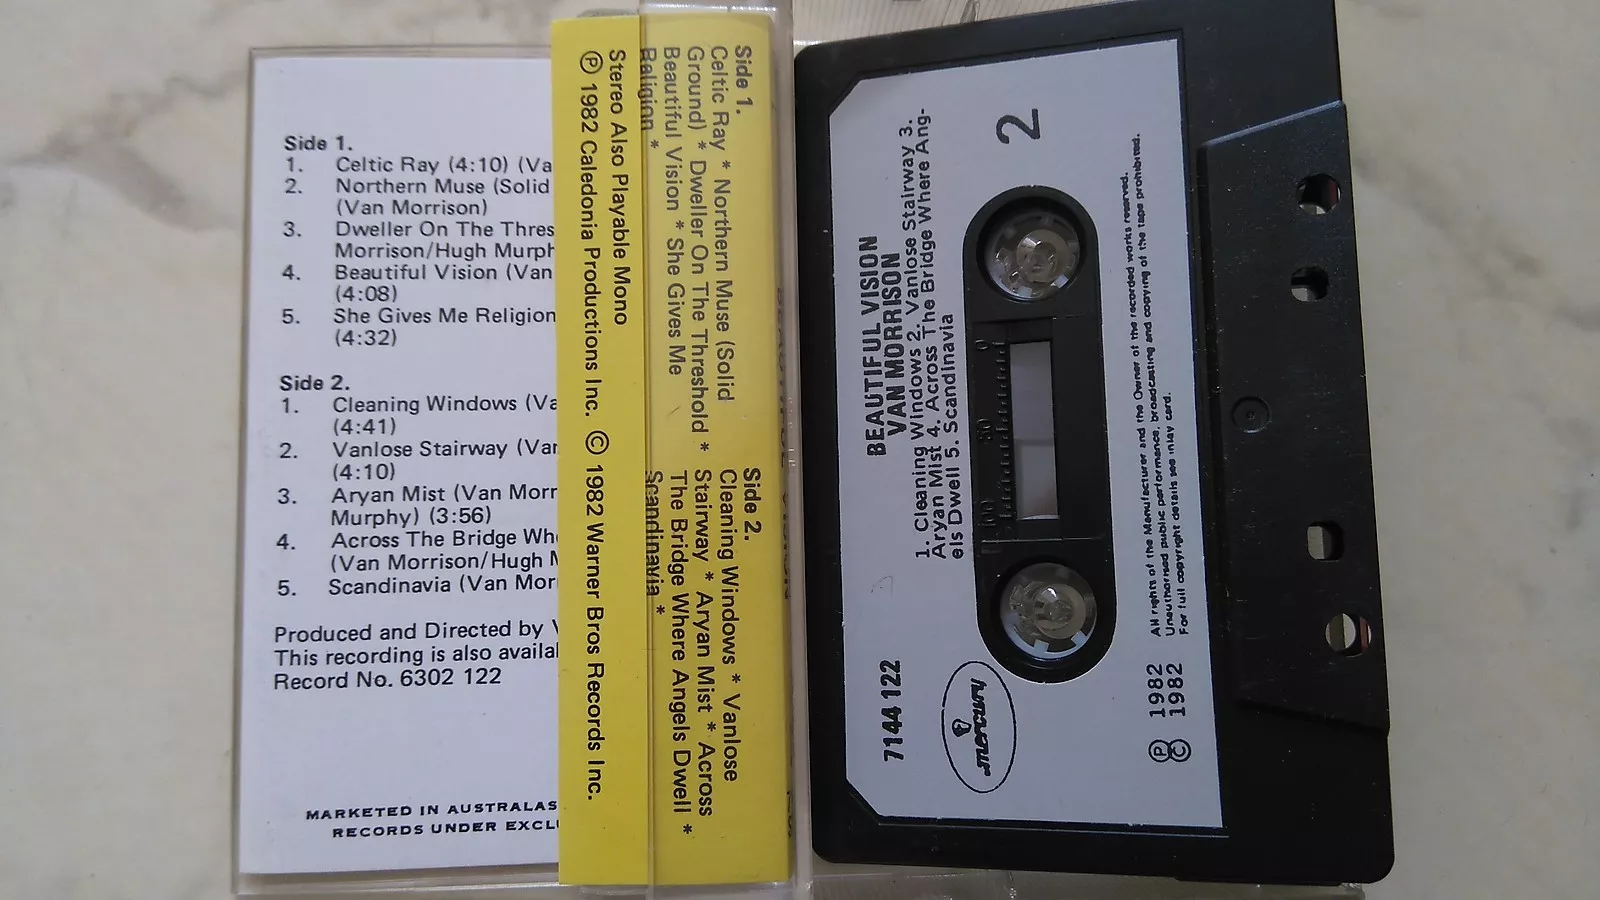 Side 1.
1. Celtic Ray (4:10) (Va
2. Northern Muse (Solid
(Van Morrison)
3. Dweller On The Thres
Morrison/Hugh Murph
4. Beautiful Vision (Van
(4:08)
5. She Gives Me Religion
(4:32)
Side 2.
1. Cleaning Windows (Va
(4:41)
2. Vanlose Stairway (Van
(4:10)
3. Aryan Mist (Van Morr
Murphy) (3:56)
4. Across The Bridge Whe
(Van Morrison/Hugh M
5. Scandinavia (Van Mor
Produced and Directed by V
This recording is also availal
Record No. 6302 122
MARKETED IN AUSTRALAS
RECORDS UNDER EXCLU
Side 1.
Celtic Ray * Northern Muse (Solid
Ground) * Dweller On The Threshold *
Beautiful Vision * She Gives Me
Religion *
Side 2.
Cleaning Windows * Vanlose
Stairway * Aryan Mist * Across
The Bridge Where Angels Dwell *
Scandinavia *
Stereo Also Playable Mono
Ⓟ 1982 Caledonia Productions Inc. © 1982 Warner Bros Records Inc.
2
BEAUTIFUL VISION
VAN MORRISON
1. Cleaning Windows 2. Vanlose Stairway 3.
Aryan Mist 4. Across The Bridge Where Ang-
els Dwell 5. Scandinavia
0 50 100
7144 122
mercury
All rights of the Manufacturer and the Owner of the recorded works reserved.
Unauthorised public performance, broadcasting and copying of the tape prohibited.
For full copyright details see inlay card.
Ⓟ 1982
© 1982